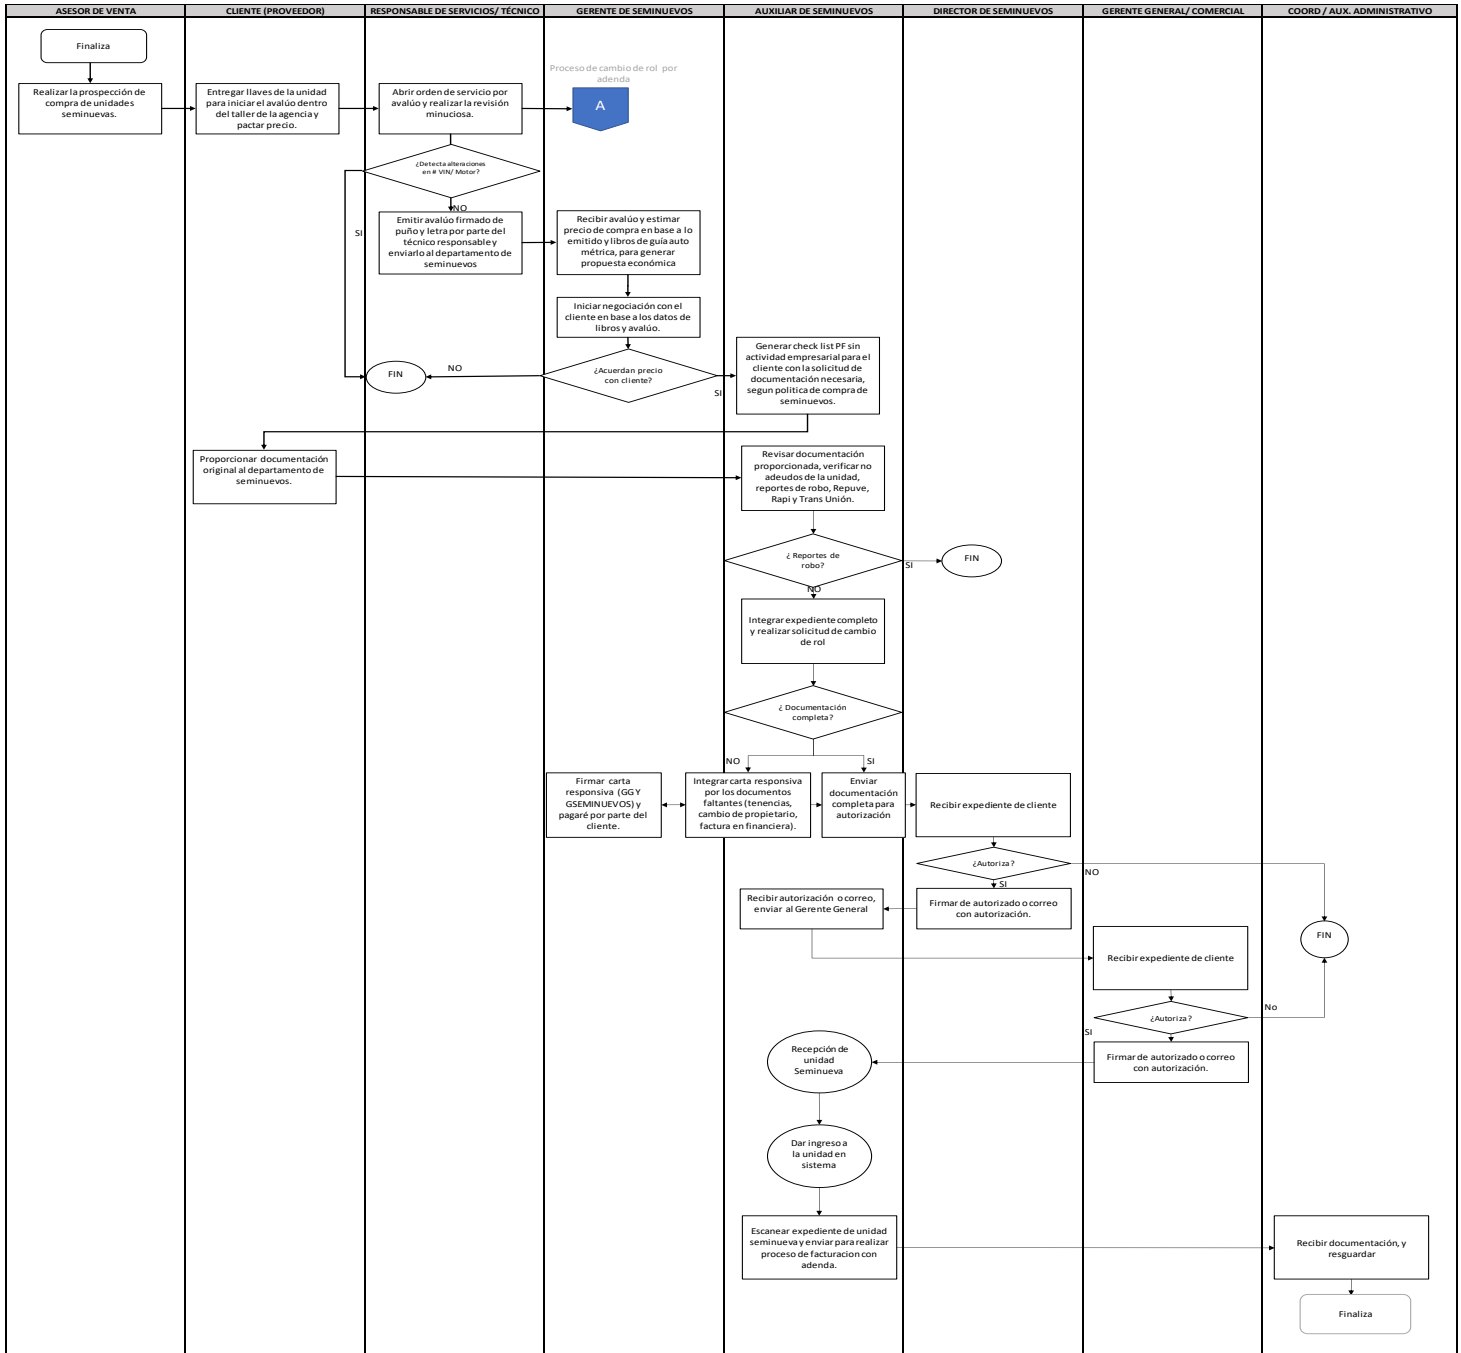 ASESOR DE VENTA
CLIENTE (PROVEEDOR)
RESPONSABLE DE SERVICIOS/ TÉCNICO
GERENTE DE SEMINUEVOS
AUXILIAR DE SEMINUEVOS
DIRECTOR DE SEMINUEVOS
GERENTE GENERAL/ COMERCIAL
COORD / AUX. ADMINISTRATIVO
Finaliza
Realizar la prospección de
compra de unidades
seminuevas.
Entregar llaves de la unidad
para iniciar el avalúo dentro
del taller de la agencia y
pactar precio.
Abrir orden de servicio por
avalúo y realizar la revisión
minuciosa.
Proceso de cambio de rol por
adenda
A
¿Detecta alteraciones
en # VIN/ Motor?
NO
SI
Emitir avalúo firmado de
puño y letra por parte del
técnico responsable y
enviarlo al departamento de
seminuevos
Recibir avalúo y estimar
precio de compra en base a lo
emitido y libros de guía auto
métrica, para generar
propuesta económica
Iniciar negociación con el
cliente en base a los datos de
libros y avalúo.
¿Acuerdan precio
con cliente?
NO
FIN
SI
Generar check list PF sin
actividad empresarial para el
cliente con la solicitud de
documentación necesaria,
segun politica de compra de
seminuevos.
Proporcionar documentación
original al departamento de
seminuevos.
Revisar documentación
proporcionada, verificar no
adeudos de la unidad,
reportes de robo, Repuve,
Rapi y Trans Unión.
¿ Reportes de
robo?
SI
FIN
NO
Integrar expediente completo
y realizar solicitud de cambio
de rol
¿ Documentación
completa?
NO
SI
Firmar carta
responsiva (GG Y
GSEMINUEVOS) y
pagaré por parte del
cliente.
Integrar carta responsiva
por los documentos
faltantes (tenencias,
cambio de propietario,
factura en financiera).
Enviar
documentación
completa para
autorización
Recibir expediente de cliente
¿Autoriza?
NO
SI
Firmar de autorizado o correo
con autorización.
Recibir autorización o correo,
enviar al Gerente General
FIN
Recibir expediente de cliente
¿Autoriza?
No
SI
Firmar de autorizado o correo
con autorización.
Recepción de
unidad
Seminueva
Dar ingreso a
la unidad en
sistema
Escanear expediente de unidad
seminueva y enviar para realizar
proceso de facturacion con
adenda.
Recibir documentación, y
resguardar
Finaliza